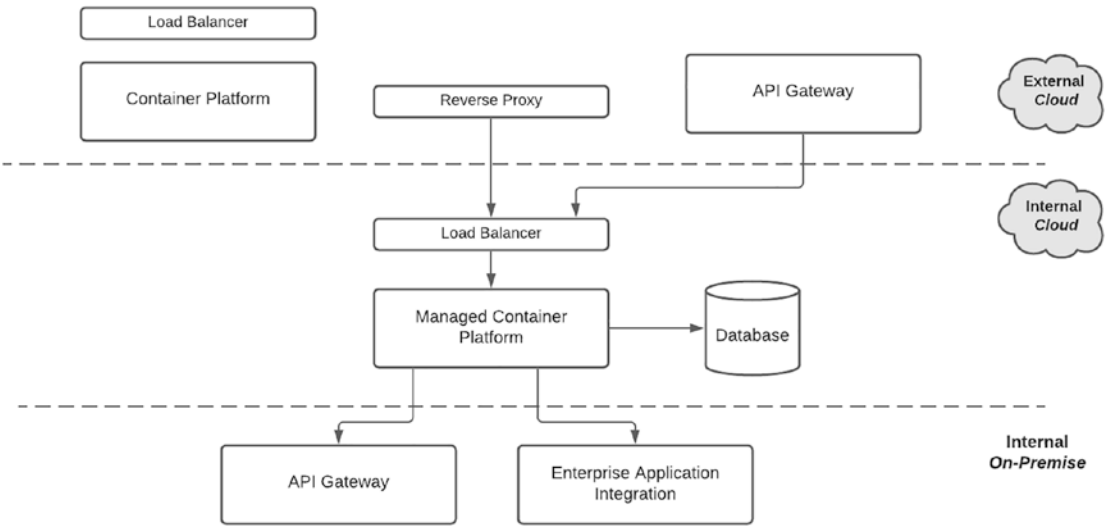 Load Balancer
Container Platform
Reverse Proxy
API Gateway
External
Cloud
Internal
Cloud
Load Balancer
Managed Container
Platform
Database
API Gateway
Enterprise Application
Integration
Internal
On-Premise